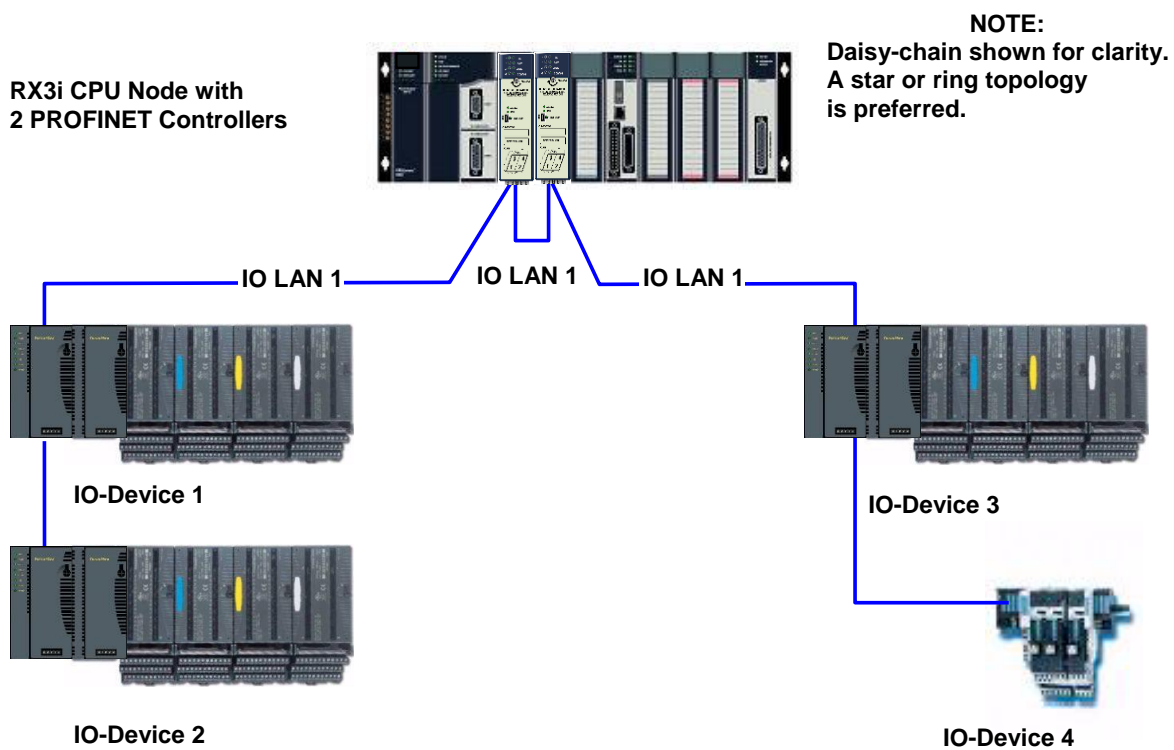 NOTE:
Daisy-chain shown for clarity.
A star or ring topology
is preferred.
RX3i CPU Node with
2 PROFINET Controllers
IO LAN 1
IO LAN 1
IO LAN 1
IO-Device 1
IO-Device 3
IO-Device 2
IO-Device 4